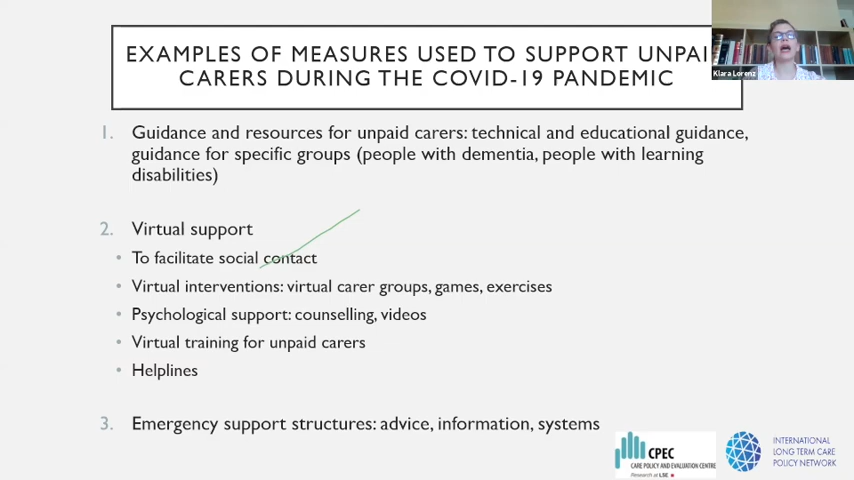 EXAMPLES OF MEASURES USED TO SUPPORT UNPAI
CARERS DURING THE COVID-19 PANDEMIC
Klara Lorenz
1. Guidance and resources for unpaid carers: technical and educational guidance,
guidance for specific groups (people with dementia, people with learning
disabilities)
2. Virtual support
• To facilitate social contact
• Virtual interventions: virtual carer groups, games, exercises
• Psychological support: counselling, videos
• Virtual training for unpaid carers
• Helplines
3. Emergency support structures: advice, information, systems
CPEC
CARE POLICY AND EVALUATION CENTRE
Research at LSE
INTERNATIONAL
LONG TERM CARE
POLICY NETWORK